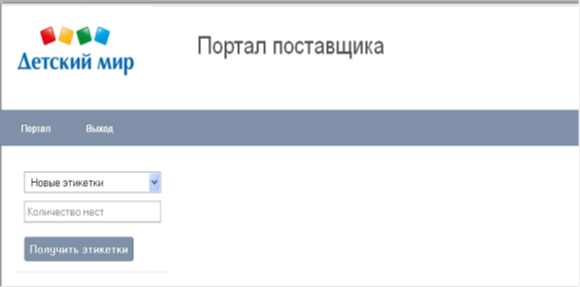 Детский мир
Портал поставщика
Портал Выход
Новые этикетки
Количество мест
Получить этикетки